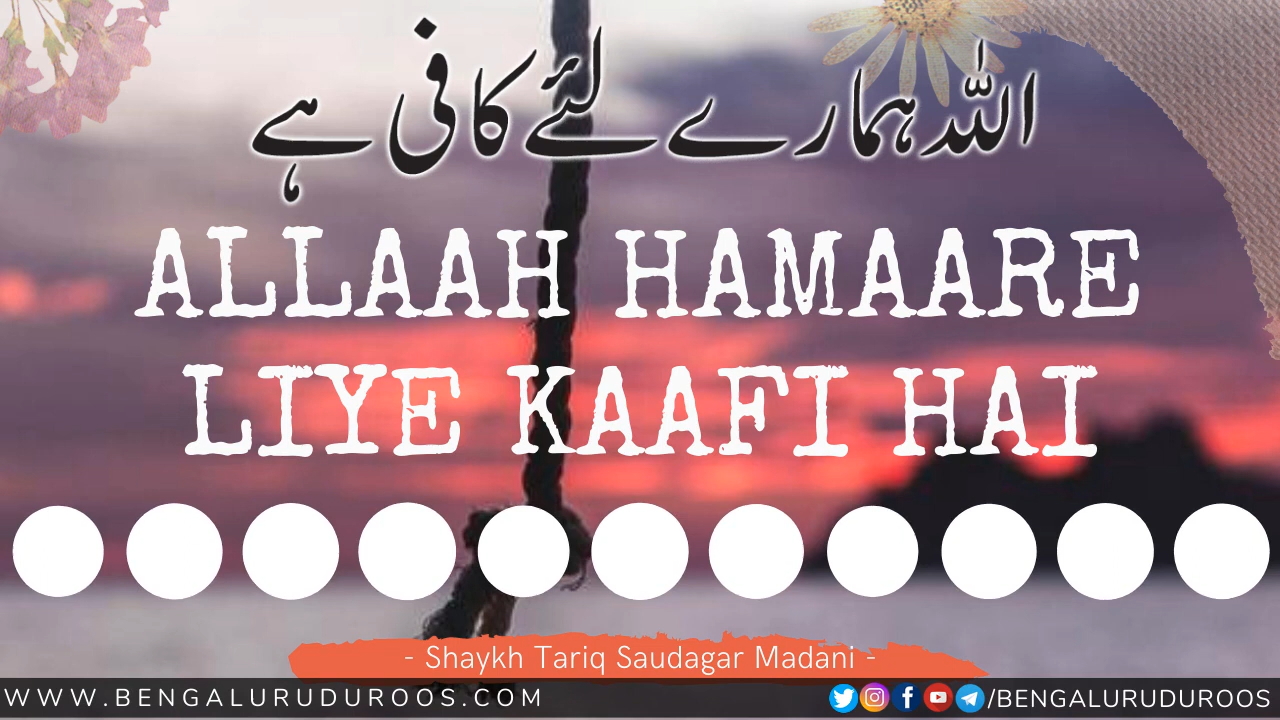 اللہ ہمارے لئے کافی ہے
ALLAAH HAMAARE
LIYE KAAFI HAI
- Shaykh Tariq Saudagar Madani -
WWW.BENGALURUDUROOS.COM
/BENGALURUDUROOS